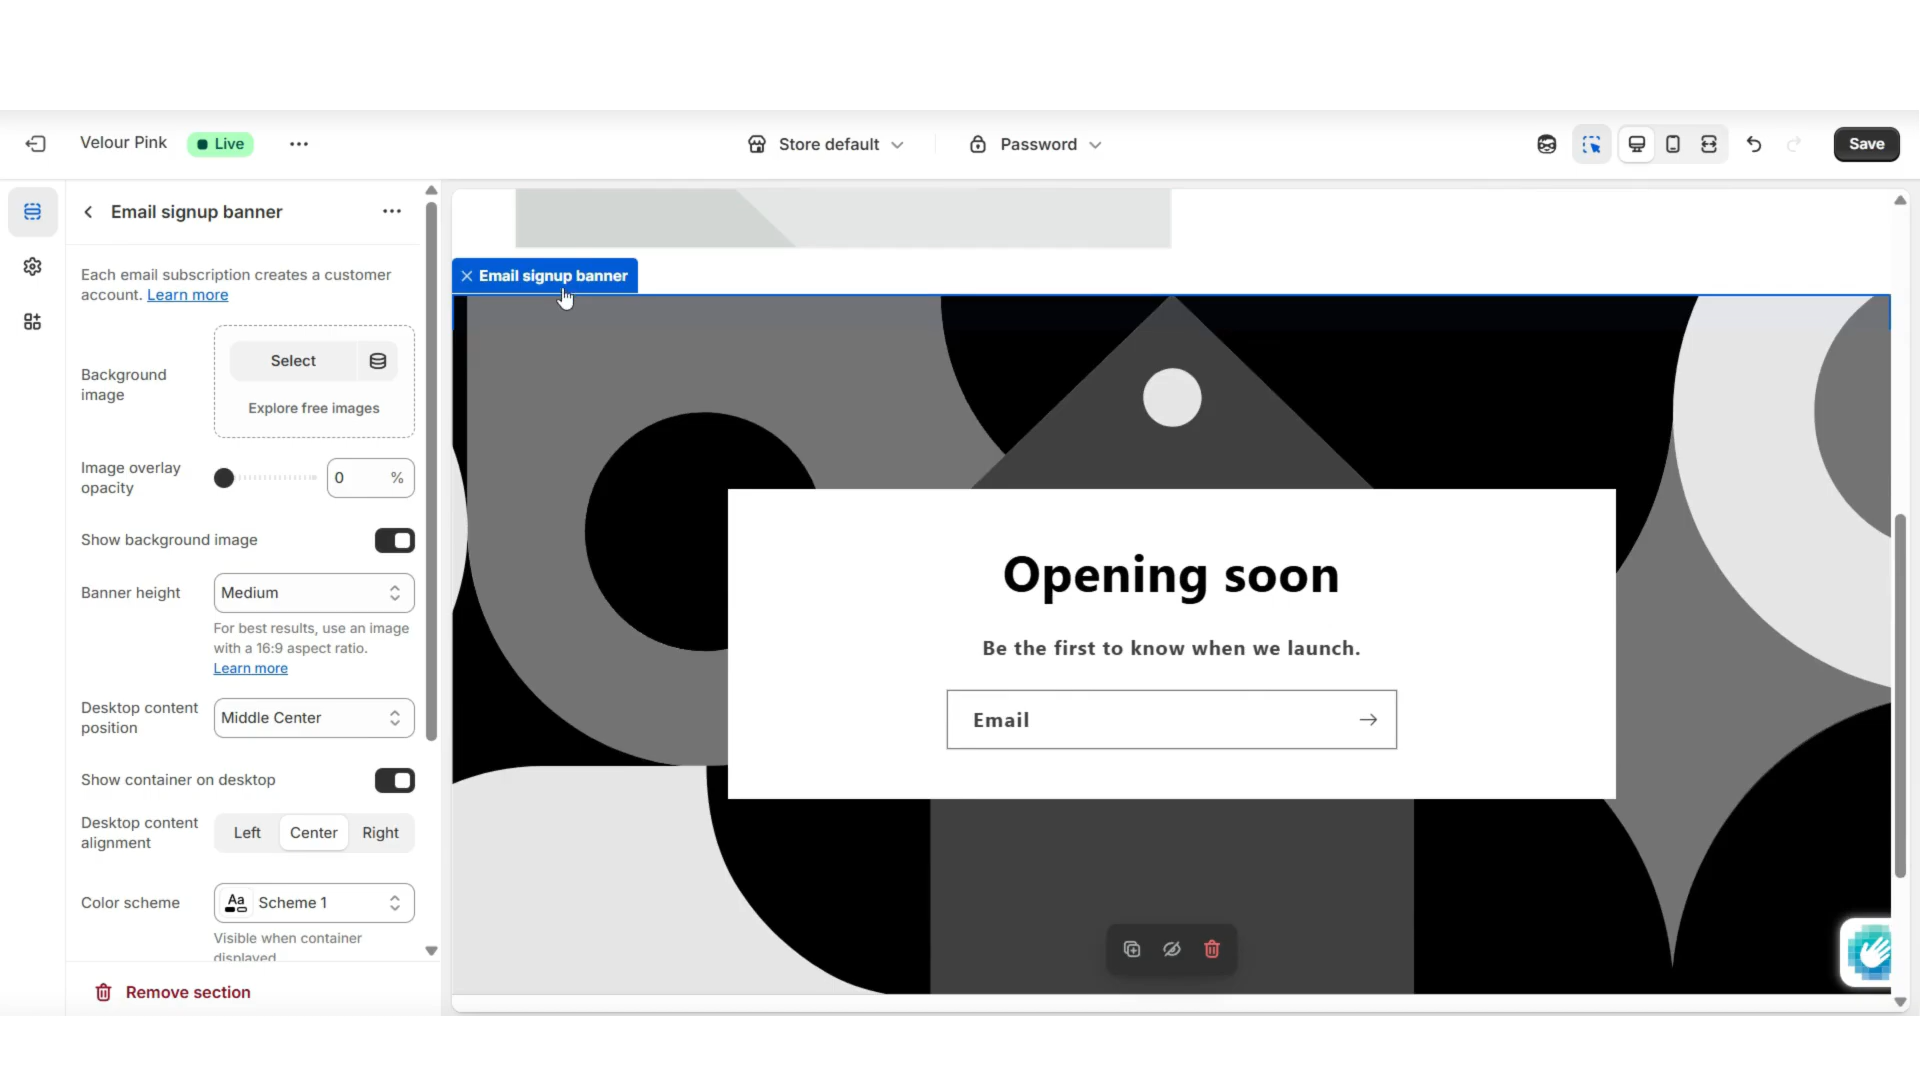 Velour Pink
Live
Store default
Password
Save
Email signup banner
Each email subscription creates a customer
account. Learn more
Background
image
Select
Explore free images
Image overlay
opacity
0 %
Show background image
Banner height
Medium
For best results, use an image
with a 16:9 aspect ratio.
Learn more
Desktop content
position
Middle Center
Show container on desktop
Desktop content
alignment
Left Center Right
Color scheme
Aa Scheme 1
Visible when container
displayed
Remove section
Email signup banner
Opening soon
Be the first to know when we launch.
Email